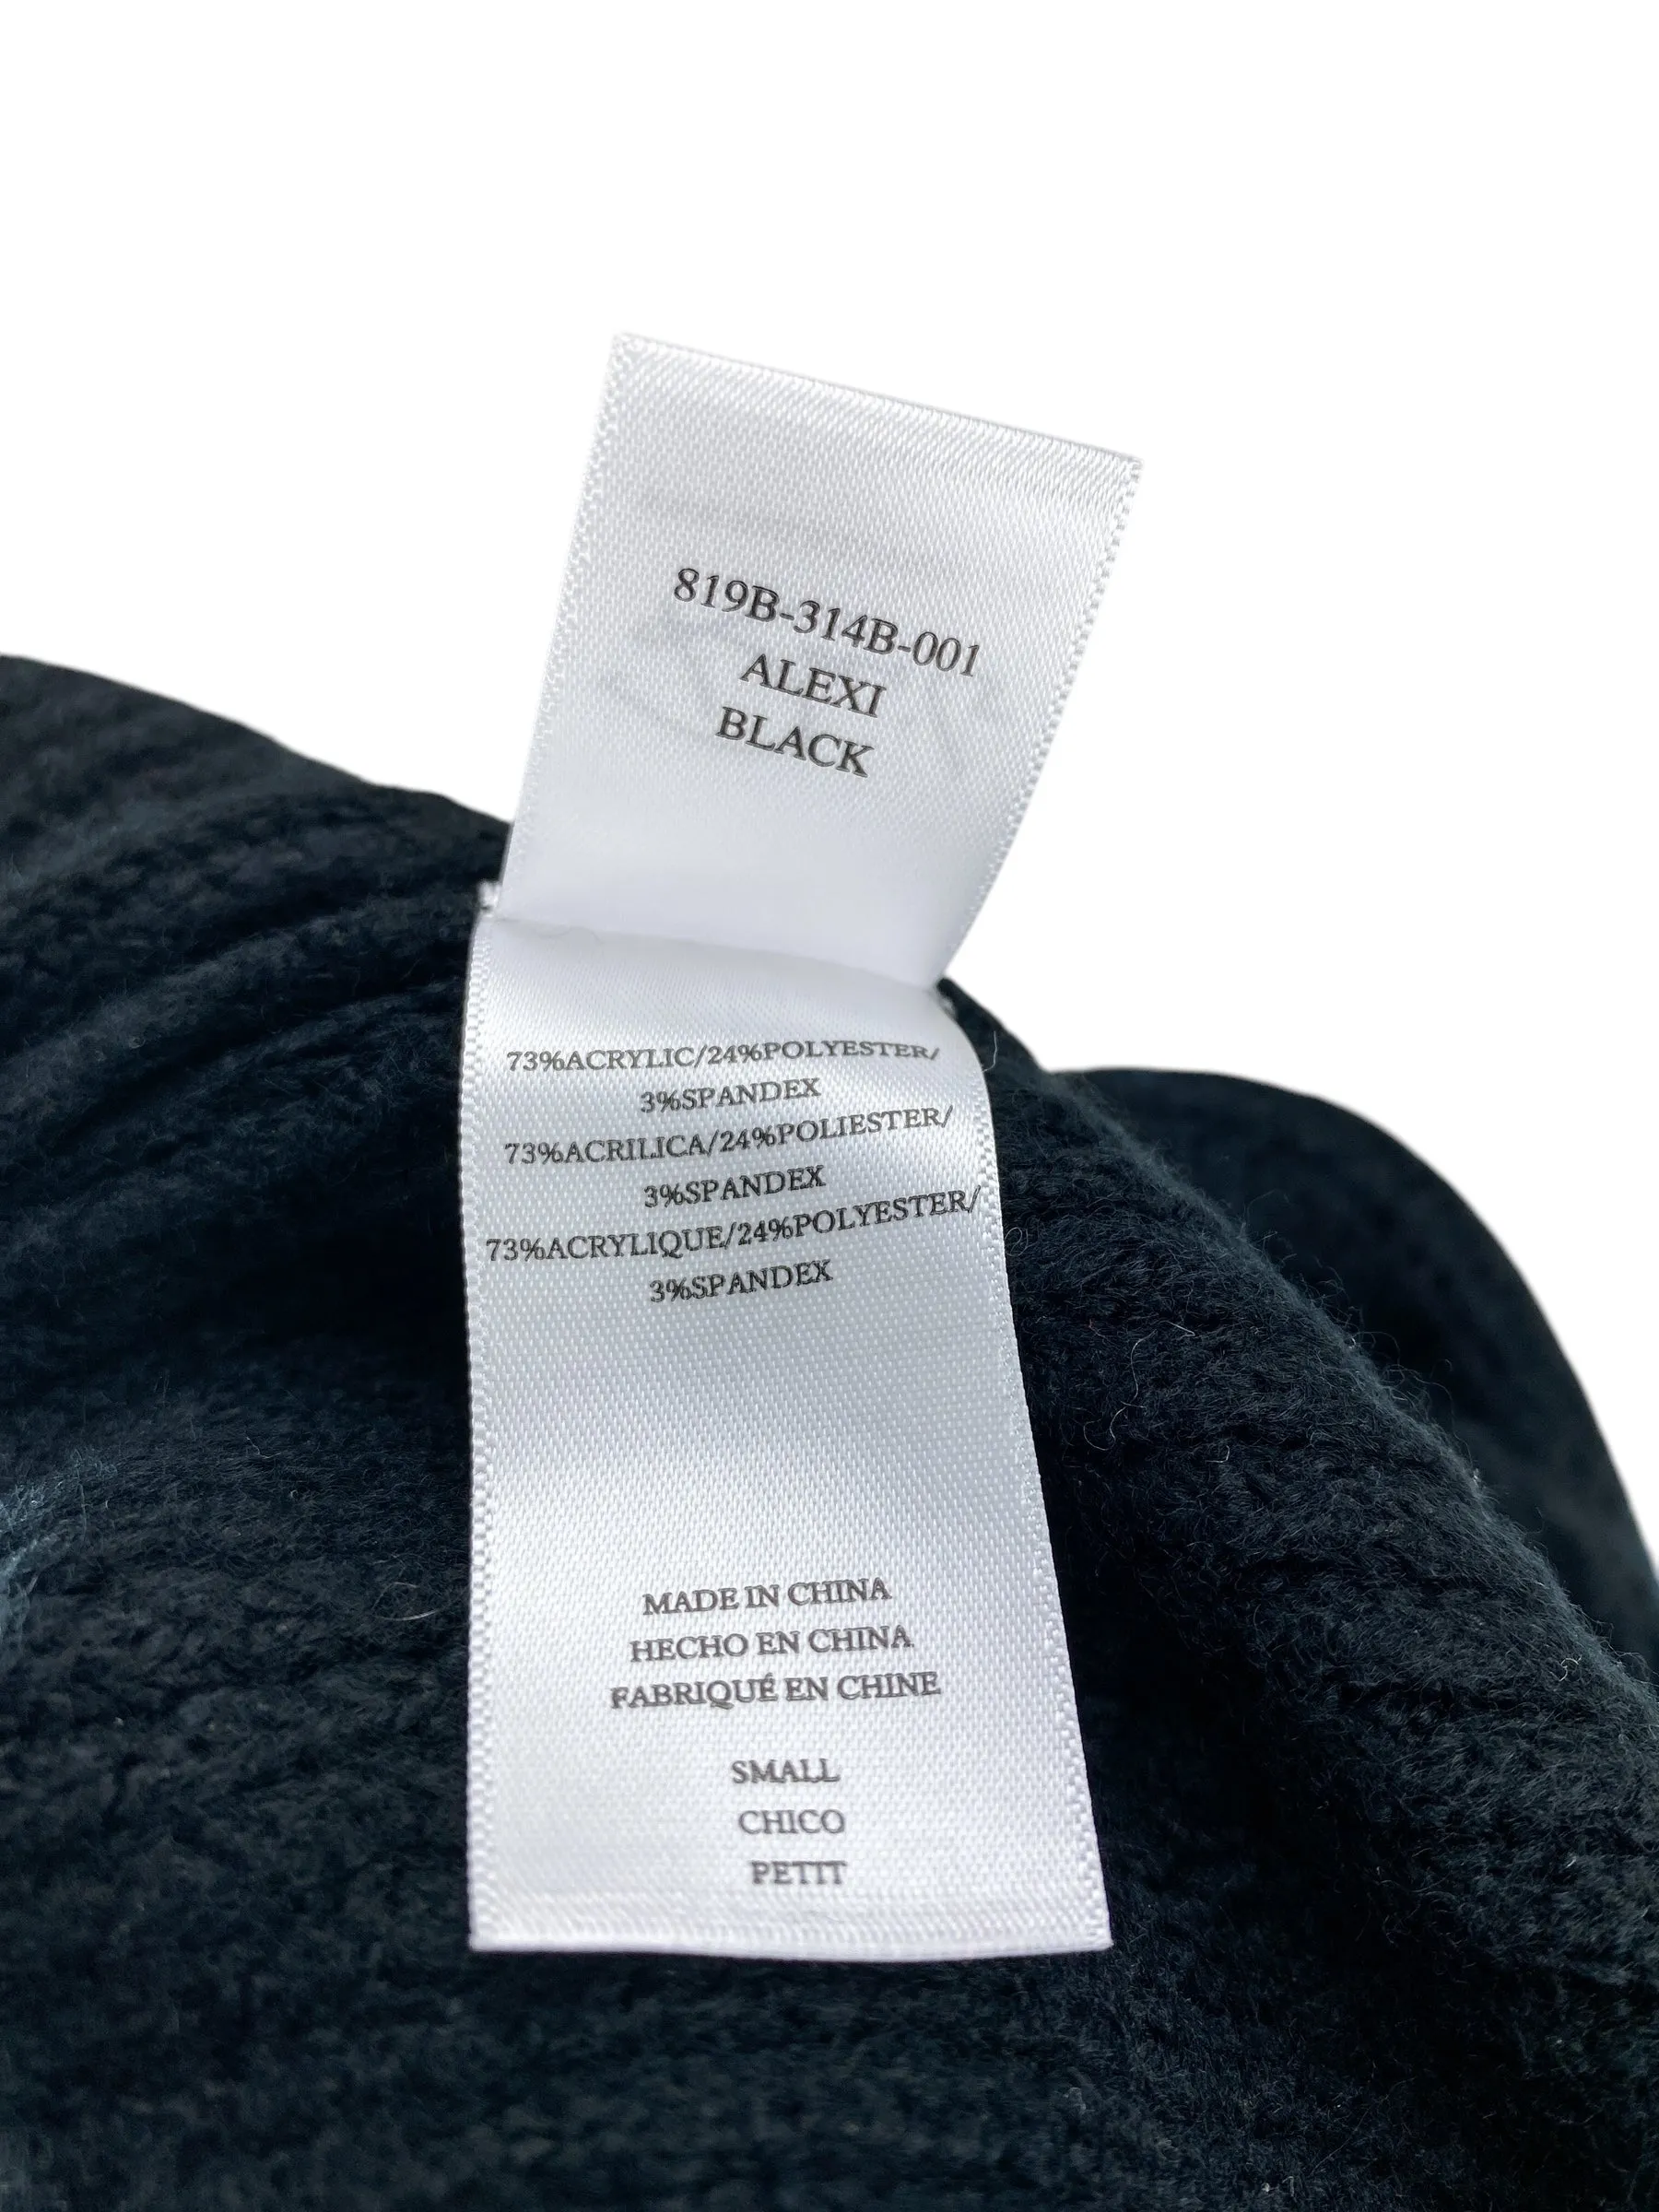 819B-314B-001
ALEXI
BLACK
73%ACRYLIC/24%POLYESTER/
3%SPANDEX
73%ACRILICA/24%POLIESTER/
3%SPANDEX
73%ACRYLIQUE/24%POLYESTER/
3%SPANDEX
MADE IN CHINA
HECHO EN CHINA
FABRIQUÉ EN CHINE
SMALL
CHICO
PETIT